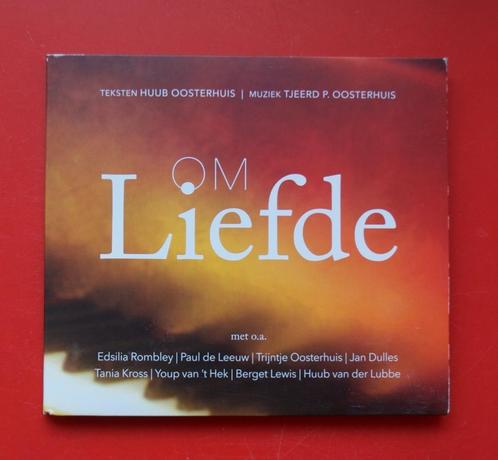 TEKSTEN HUUB OOSTERHUIS | MUZIEK TJEERD P. OOSTERHUIS
OM
Liefde
met o.a.
Edsilia Rombley | Paul de Leeuw | Trijntje Oosterhuis | Jan Dulles
Tania Kross | Youp van 't Hek | Berget Lewis | Huub van der Lubbe